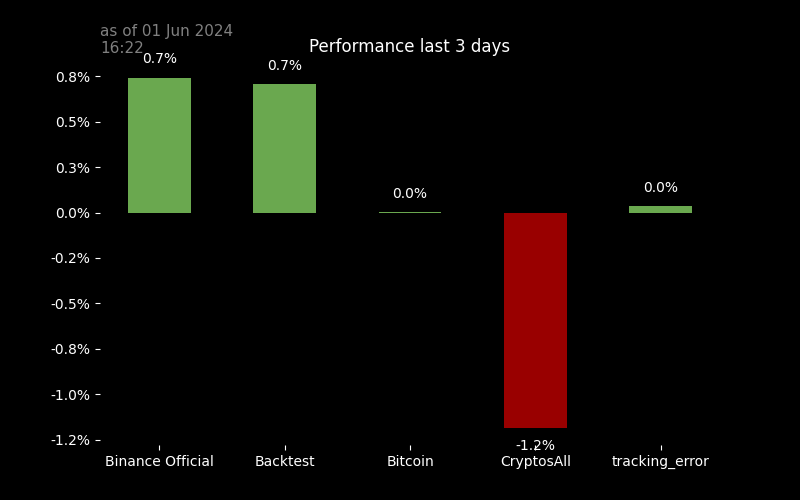 as of 01 Jun 2024
16:22
Performance last 3 days
0.7%
0.7%
0.0%
-1.2%
0.0%
0.8%
0.5%
0.3%
0.0%
-0.2%
-0.5%
-0.8%
-1.0%
-1.2%
Binance Official
Backtest
Bitcoin
CryptosAll
tracking_error